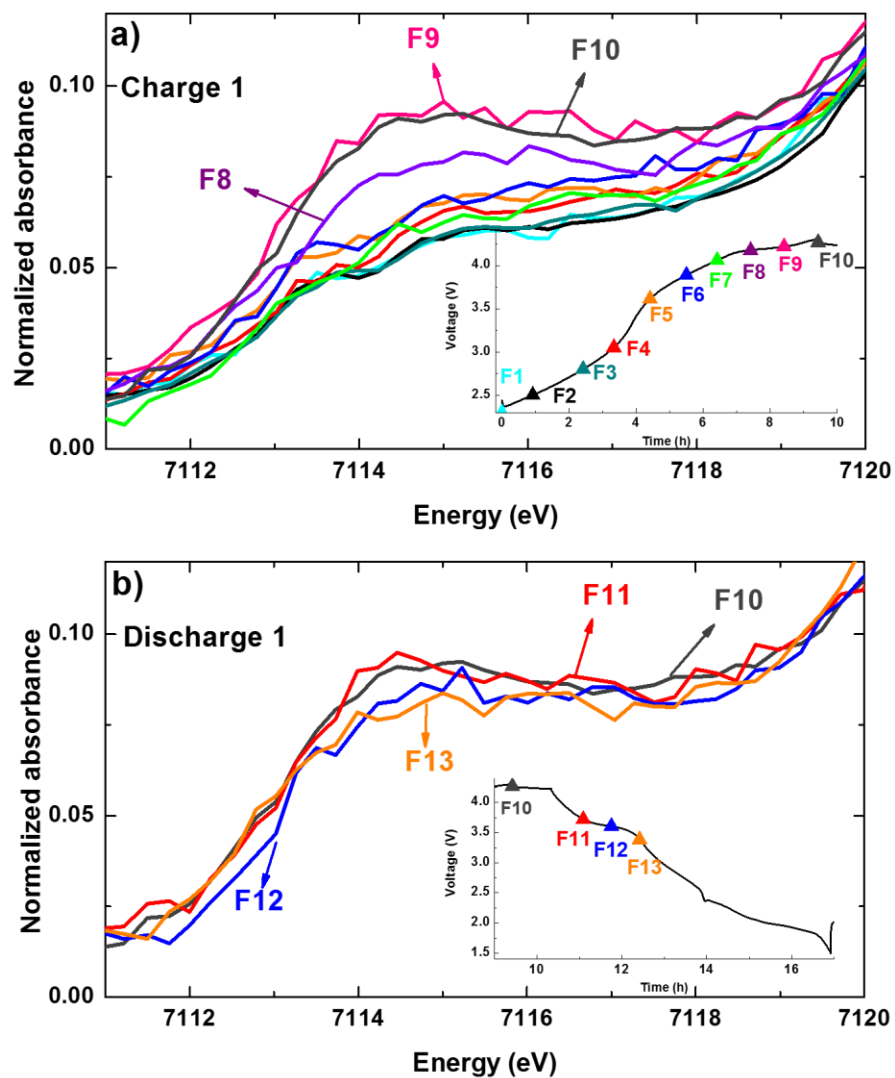 a)
Charge 1
F9
F10
F8
Normalized absorbance
0.10
0.05
0.00
7112
7114
7116
7118
7120
Energy (eV)
Voltage (V)
4.0
3.5
3.0
2.5
F1
F2
F3
F4
F5
F6
F7
F8
F9
F10
0
2
4
6
8
10
Time (h)
b)
Discharge 1
F11
F10
F13
F12
Normalized absorbance
0.10
0.05
0.00
7112
7114
7116
7118
7120
Energy (eV)
Voltage (V)
4.0
3.5
3.0
2.5
2.0
1.5
F10
F11
F12
F13
10
12
14
16
Time (h)